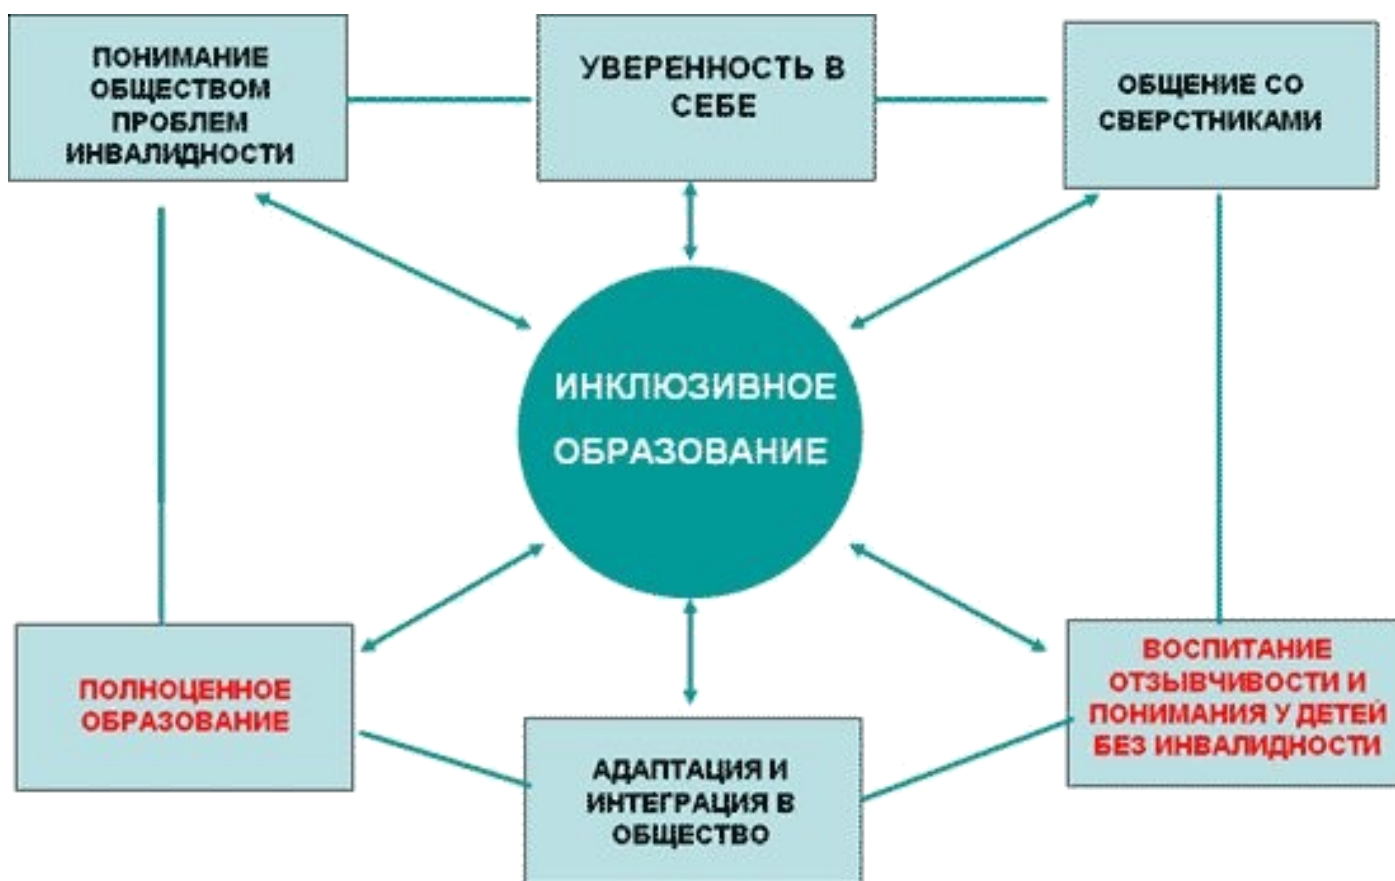 ПОНИМАНИЕ
ОБЩЕСТВОМ
ПРОБЛЕМ
ИНВАЛИДНОСТИ
УВЕРЕННОСТЬ В
СЕБЕ
ОБЩЕНИЕ СО
СВЕРСТНИКАМИ
ИНКЛЮЗИВНОЕ
ОБРАЗОВАНИЕ
ПОЛНОЦЕННОЕ
ОБРАЗОВАНИЕ
АДАПТАЦИЯ И
ИНТЕГРАЦИЯ В
ОБЩЕСТВО
ВОСПИТАНИЕ
ОТЗЫВЧИВОСТИ И
ПОНИМАНИЯ У ДЕТЕЙ
БЕЗ ИНВАЛИДНОСТИ